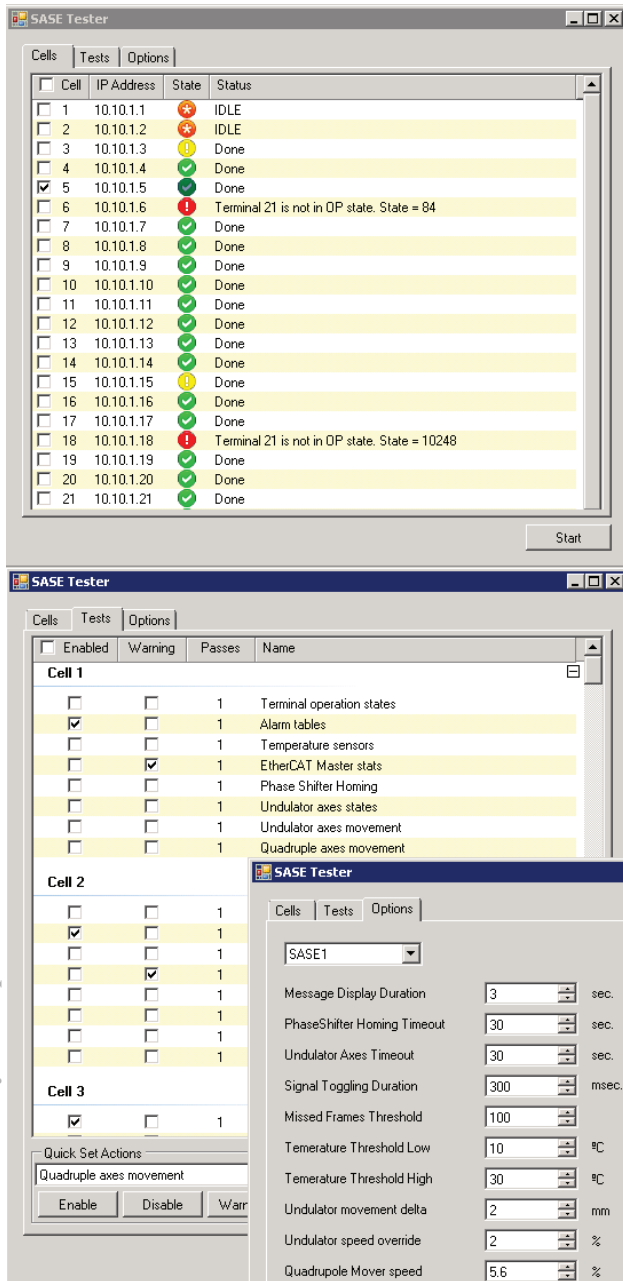 SASE Tester
Cells Tests Options
Cell IP Address State Status
1 10.10.1.1 IDLE
2 10.10.1.2 IDLE
3 10.10.1.3 Done
4 10.10.1.4 Done
5 10.10.1.5 Done
6 10.10.1.6 Terminal 21 is not in OP state. State = 84
7 10.10.1.7 Done
8 10.10.1.8 Done
9 10.10.1.9 Done
10 10.10.1.10 Done
11 10.10.1.11 Done
12 10.10.1.12 Done
13 10.10.1.13 Done
14 10.10.1.14 Done
15 10.10.1.15 Done
16 10.10.1.16 Done
17 10.10.1.17 Done
18 10.10.1.18 Terminal 21 is not in OP state. State = 10248
19 10.10.1.19 Done
20 10.10.1.20 Done
21 10.10.1.21 Done
Start
SASE Tester
Cells Tests Options
Enabled Warning Passes Name
Cell 1
1 Terminal operation states
1 Alarm tables
1 Temperature sensors
1 EtherCAT Master stats
1 Phase Shifter Homing
1 Undulator axes states
1 Undulator axes movement
1 Quadruple axes movement
Cell 2
1
1
1
1
1
1
1
1
Cell 3
1
Quick Set Actions
Quadruple axes movement
Enable Disable Warr
SASE Tester
Cells Tests Options
SASE1
Message Display Duration 3 sec.
PhaseShifter Homing Timeout 30 sec.
Undulator Axes Timeout 30 sec.
Signal Toggling Duration 300 msec.
Missed Frames Threshold 100
Temerature Threshold Low 10 ºC
Temerature Threshold High 30 ºC
Undulator movement delta 2 mm
Undulator speed override 2 %
Quadrupole Mover speed 5.6 %